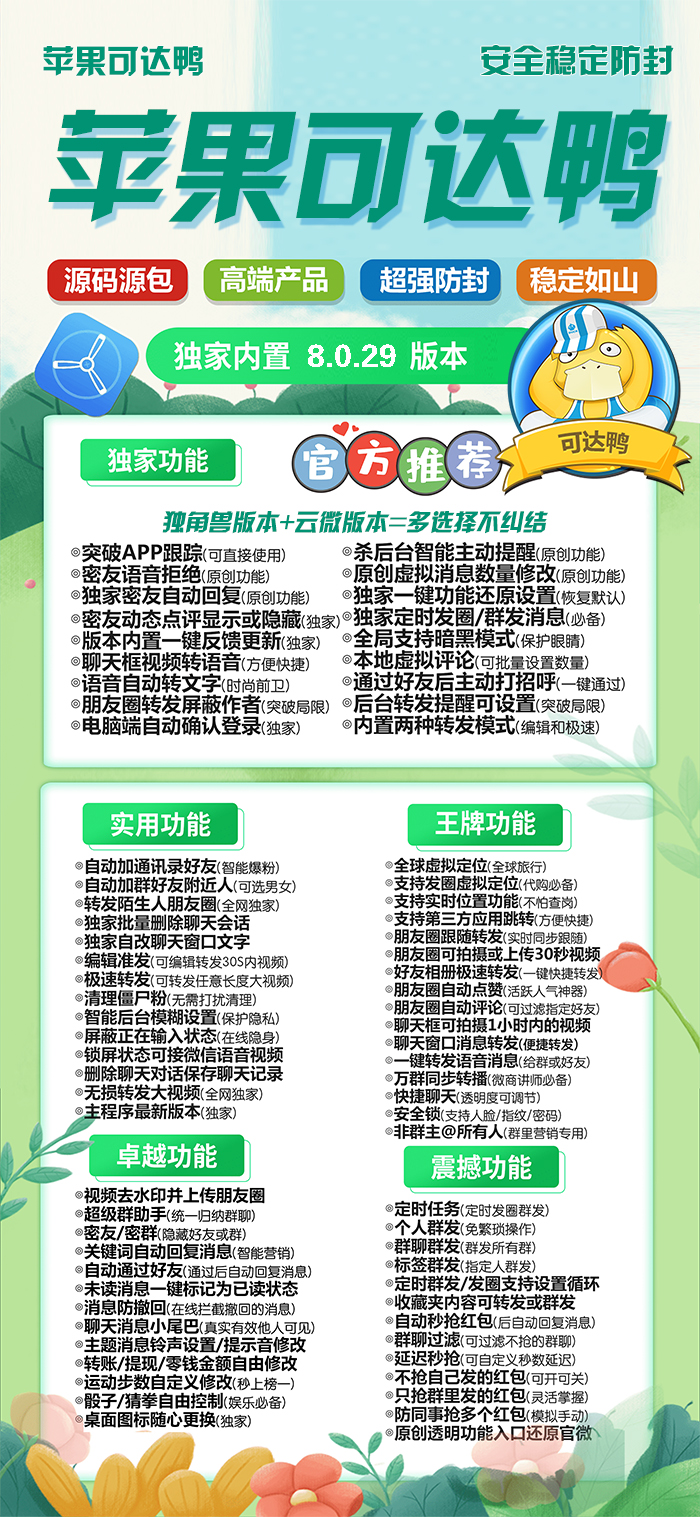 苹果可达鸭
安全稳定防封
苹果可达鸭
源码源包
高端产品
超强防封
稳定如山
独家内置 8.0.29 版本
可达鸭
独家功能
官方推荐
独角兽版本+云微版本=多选择不纠结
◎突破APP跟踪(可直接使用)
◎密友语音拒绝(原创功能)
◎独家密友自动回复(原创功能)
◎密友动态点评显示或隐藏(独家)
◎版本内置一键反馈更新(独家)
◎聊天框视频转语音(方便快捷)
◎语音自动转文字(时尚前卫)
◎朋友圈转发屏蔽作者(突破局限)
◎电脑端自动确认登录(独家)
◎杀后台智能主动提醒(原创功能)
◎原创虚拟消息数量修改(原创功能)
◎独家一键功能还原设置(恢复默认)
◎独家定时发圈/群发消息(必备)
◎全局支持暗黑模式(保护眼睛)
◎本地虚拟评论(可批量设置数量)
◎通过好友后主动打招呼(一键通过)
◎后台转发提醒可设置(突破局限)
◎内置两种转发模式(编辑和极速)
实用功能
◎自动加通讯录好友(智能爆粉)
◎自动加群好友附近人(可选男女)
◎转发陌生人朋友圈(全网独家)
◎独家批量删除聊天会话
◎独家自改聊天窗口文字
◎编辑准发(可编辑转发30S内视频)
◎极速转发(可转发任意长度大视频)
◎清理僵尸粉(无需打扰清理)
◎智能后台模糊设置(保护隐私)
◎屏蔽正在输入状态(在线隐身)
◎锁屏状态可接微信语音视频
◎删除聊天对话保存聊天记录
◎无损转发大视频(全网独家)
◎主程序最新版本(独家)
王牌功能
◎全球虚拟定位(全球旅行)
◎支持发圈虚拟定位(代购必备)
◎支持实时位置功能(不怕查岗)
◎支持第三方应用跳转(方便快捷)
◎朋友圈跟随转发(实时同步跟随)
◎朋友圈可拍摄或上传30秒视频
◎好友相册极速转发(一键快捷转发)
◎朋友圈自动点赞(活跃人气神器)
◎朋友圈自动评论(可过滤指定好友)
◎聊天框可拍摄1小时内的视频
◎聊天窗口消息转发(便捷转发)
◎一键转发语音消息(给群或好友)
◎万群同步转播(微商讲师必备)
◎快捷聊天(透明度可调节)
◎安全锁(支持人脸/指纹/密码)
◎非群主@所有人(群里营销专用)
卓越功能
◎视频去水印并上传朋友圈
◎超级群助手(统一归纳群聊)
◎密友/密群(隐藏好友或群)
◎关键词自动回复消息(智能营销)
◎自动通过好友(通过后自动回复消息)
◎未读消息一键标记为已读状态
◎消息防撤回(在线拦截撤回的消息)
◎聊天消息小尾巴(真实有效他人可见)
◎主题消息铃声设置/提示音修改
◎转账/提现/零钱金额自由修改
◎运动步数自定义修改(秒上榜一)
◎骰子/猜拳自由控制(娱乐必备)
◎桌面图标随心更换(独家)
震撼功能
◎定时任务(定时发圈群发)
◎个人群发(免繁琐操作)
◎群聊群发(群发所有群)
◎标签群发(指定人群发)
◎定时群发/发圈支持设置循环
◎收藏夹内容可转发或群发
◎自动秒抢红包(后自动回复消息)
◎群聊过滤(可过滤不抢的群聊)
◎延迟秒抢(可自定义秒数延迟)
◎不抢自己发的红包(可开可关)
◎只抢群里发的红包(灵活掌握)
◎防同事抢多个红包(模拟手动)
◎原创透明功能入口还原官微